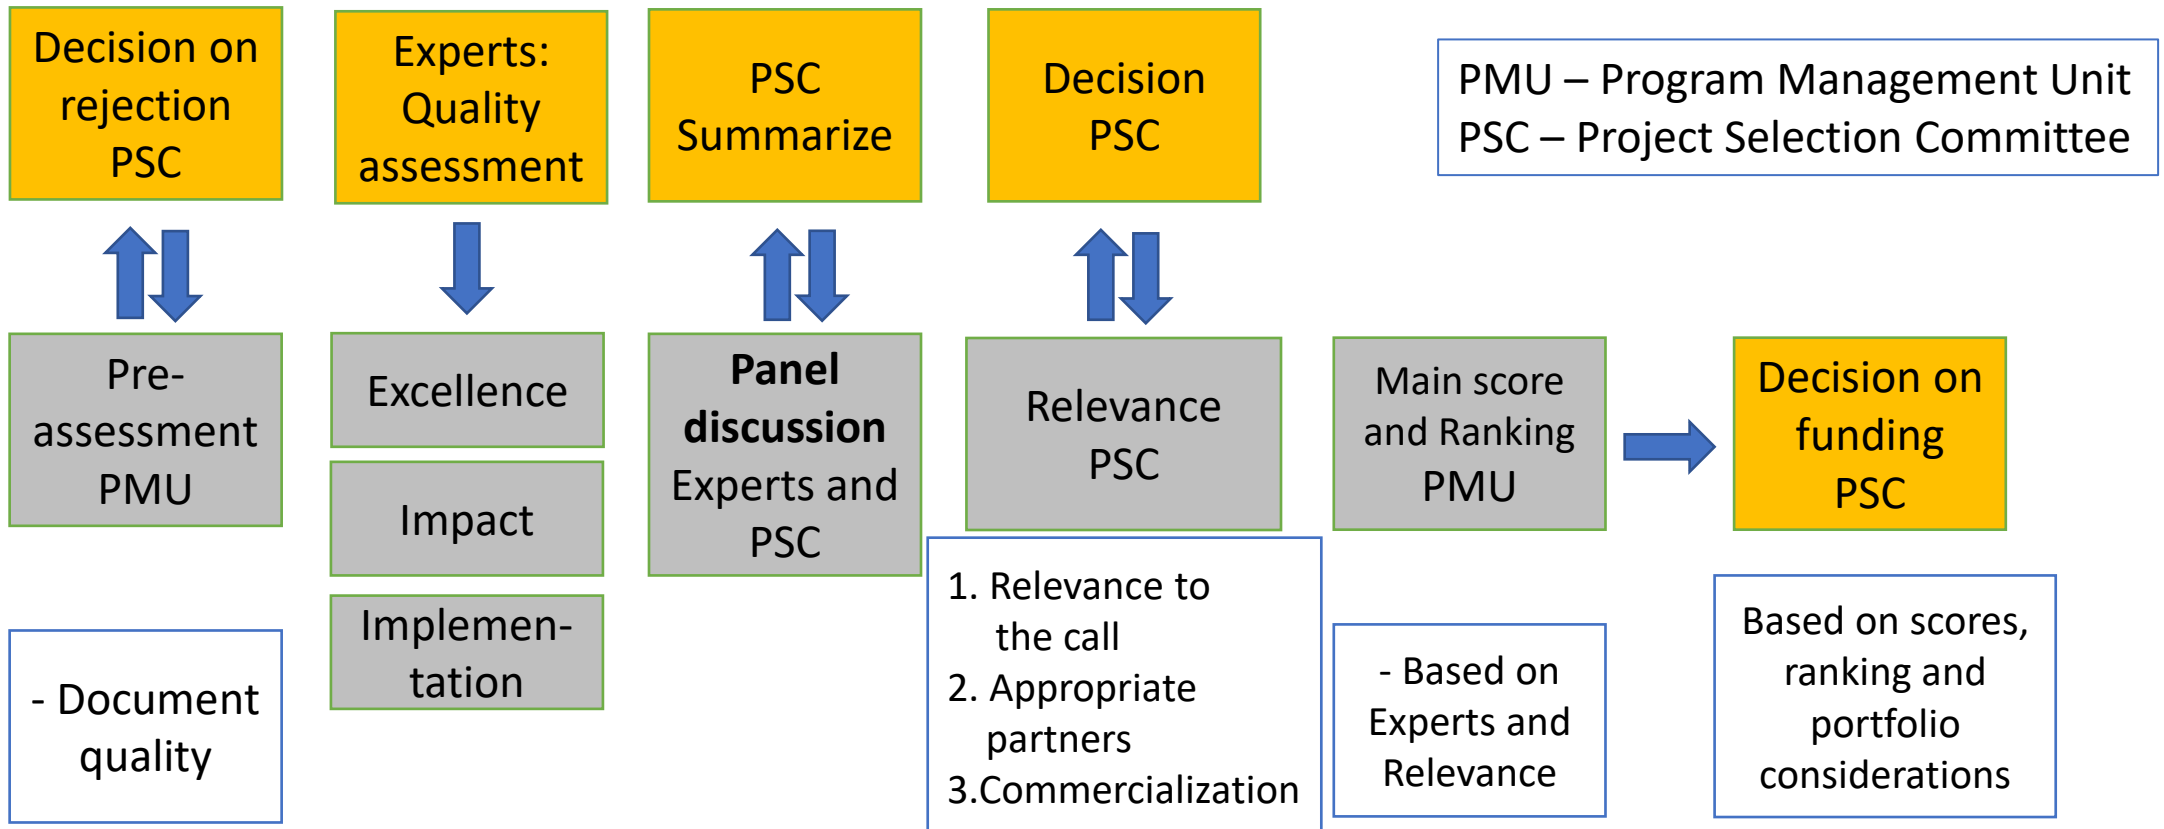 Decision on
rejection
PSC
Experts:
Quality
assessment
PSC
Summarize
Decision
PSC
PMU – Program Management Unit
PSC – Project Selection Committee
Pre-
assessment
PMU
Excellence
Impact
Implemen-
tation
Panel
discussion
Experts and
PSC
Relevance
PSC
Main score
and Ranking
PMU
Decision on
funding
PSC
- Document
quality
1. Relevance to
the call
2. Appropriate
partners
3.Commercialization
- Based on
Experts and
Relevance
Based on scores,
ranking and
portfolio
considerations